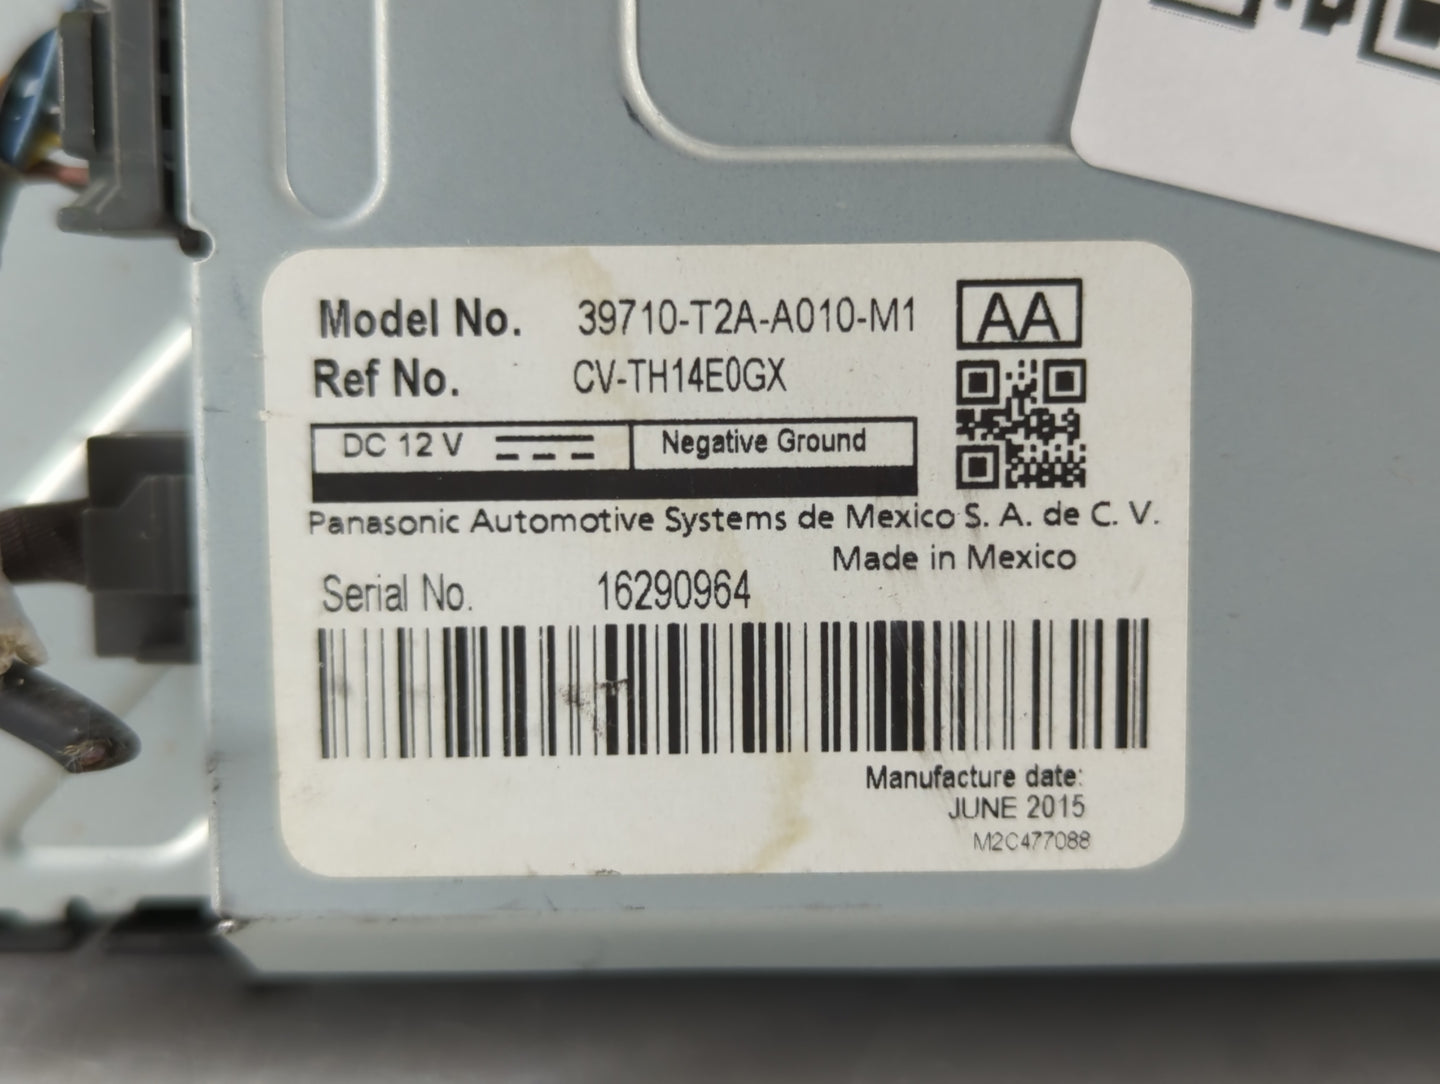 Model No. 39710-T2A-A010-M1 AA
Ref No. CV-TH14E0GX
DC 12 V Negative Ground
Panasonic Automotive Systems de Mexico S. A. de C. V.
Made in Mexico
Serial No. 16290964
Manufacture date:
JUNE 2015
M2C477088